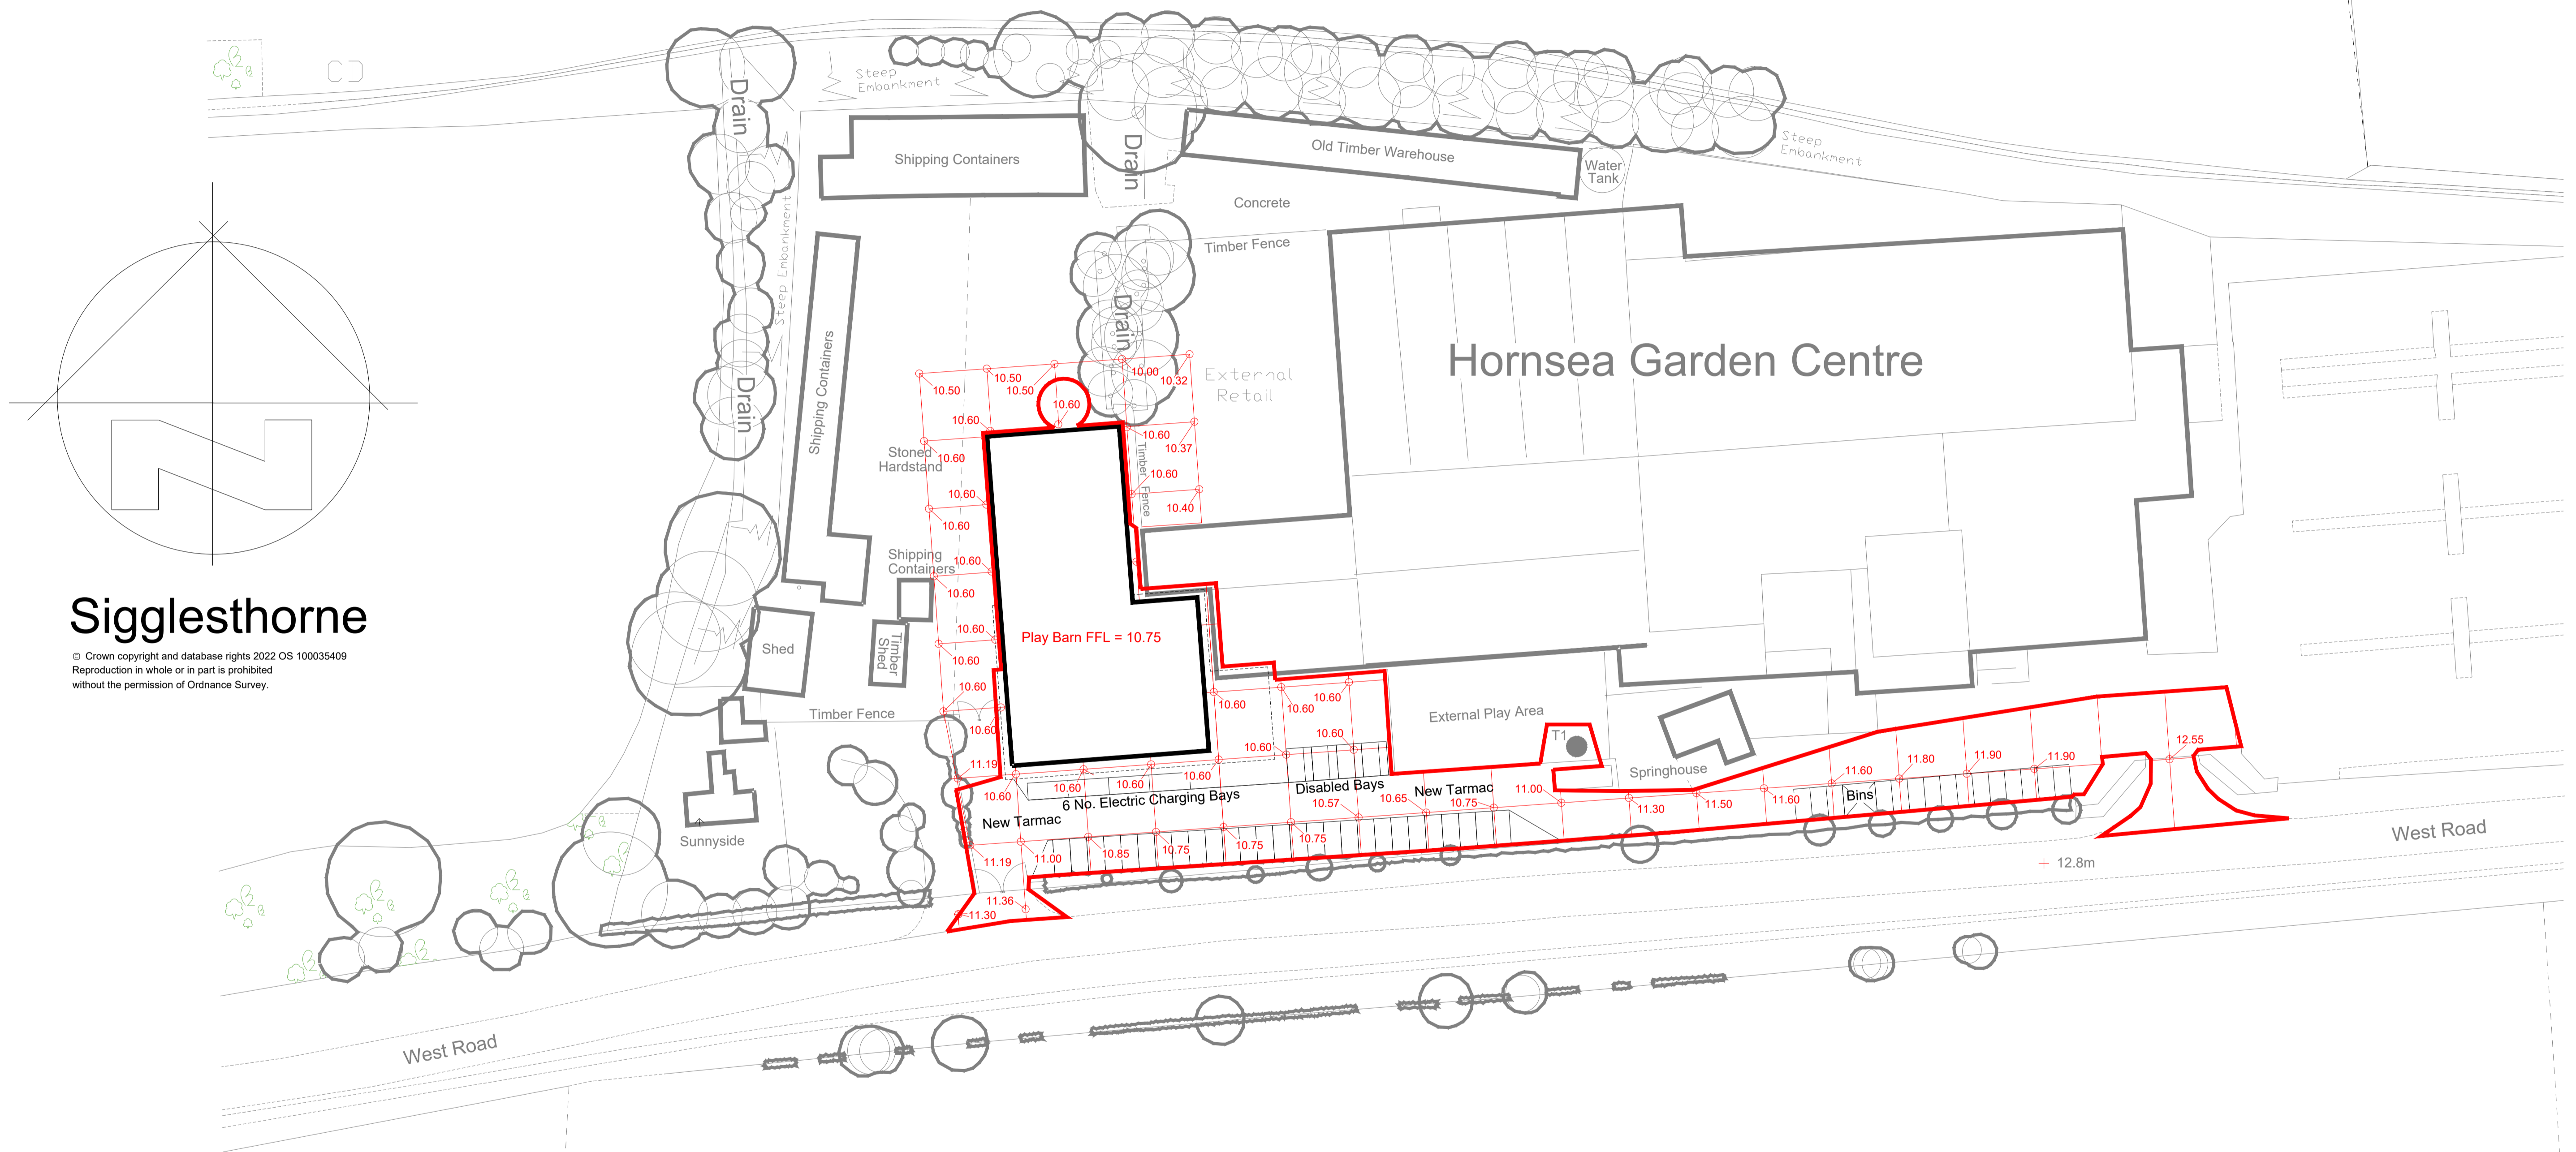 CD
Drain
Steep
Embankment
Drain
Shipping Containers
Old Timber Warehouse
Water
Tank
Steep
Embankment
Concrete
Timber Fence
Steep Embankment
Drain
Shipping Containers
Drain
Hornsea Garden Centre
External
Retail
10.50
10.50
10.50
10.00
10.32
10.60
10.60
10.60
10.37
Stoned
Hardstand
10.60
10.60
10.60
10.40
Timber Fence
10.60
Shipping
Containers
10.60
10.60
Sigglesthorne
© Crown copyright and database rights 2022 OS 100035409
Reproduction in whole or in part is prohibited
without the permission of Ordnance Survey.
Shed
Timber
Shed
10.60
Play Barn FFL = 10.75
10.60
10.60
10.60
10.60
10.60
Timber Fence
10.60
External Play Area
T1
10.60
10.60
12.55
11.19
10.60
10.60
10.60
10.60
Springhouse
11.60
11.80
11.90
11.90
6 No. Electric Charging Bays
Disabled Bays
New Tarmac
11.00
11.30
11.50
11.60
Bins
New Tarmac
10.57
10.65
10.75
Sunnyside
11.19
11.00
10.85
10.75
10.75
10.75
West Road
12.8m
11.36
11.30
West Road